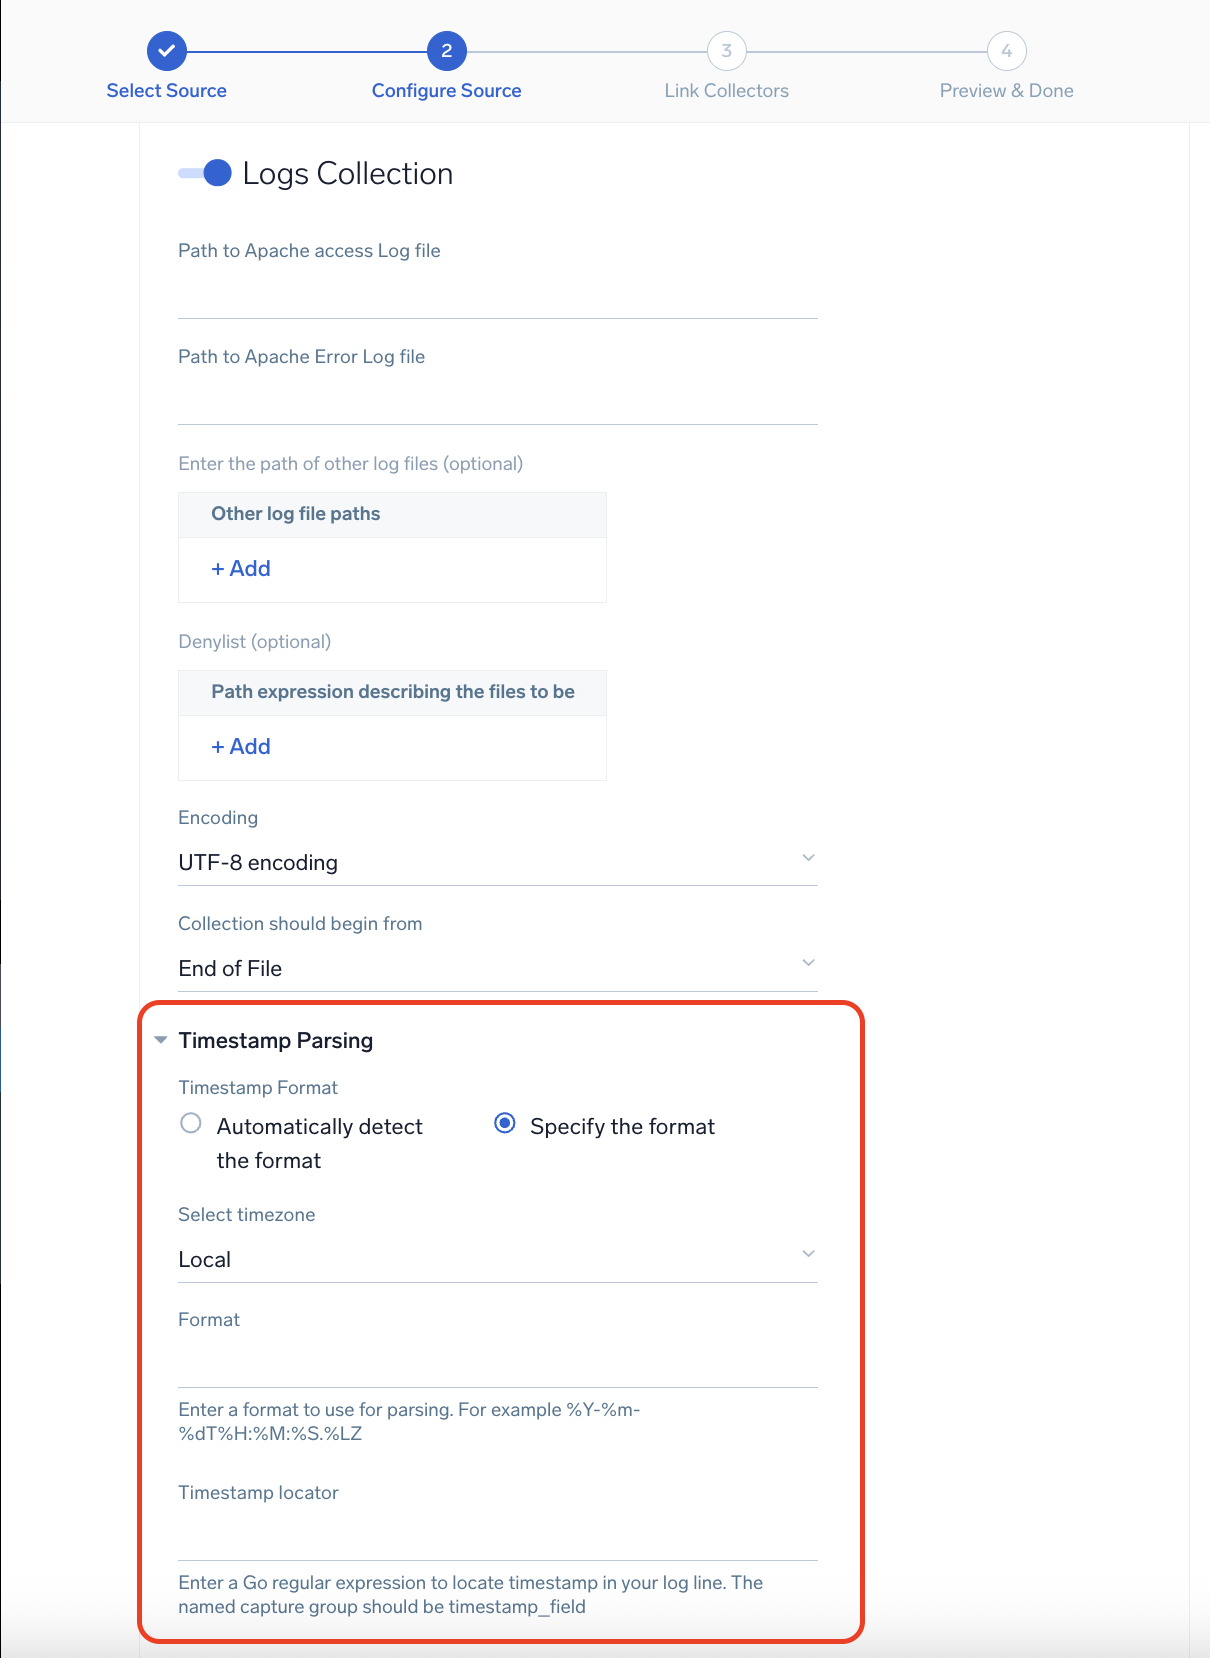 2
3
4
Select Source
Configure Source
Link Collectors
Preview & Done
Logs Collection
Path to Apache access Log file
Path to Apache Error Log file
Enter the path of other log files (optional)
Other log file paths
+ Add
Denylist (optional)
Path expression describing the files to be
+ Add
Encoding
UTF-8 encoding
Collection should begin from
End of File
Timestamp Parsing
Timestamp Format
Automatically detect
the format
Specify the format
Select timezone
Local
Format
Enter a format to use for parsing. For example %Y-%m-
%dT%H:%M:%S.%LZ
Timestamp locator
Enter a Go regular expression to locate timestamp in your log line. The
named capture group should be timestamp_field